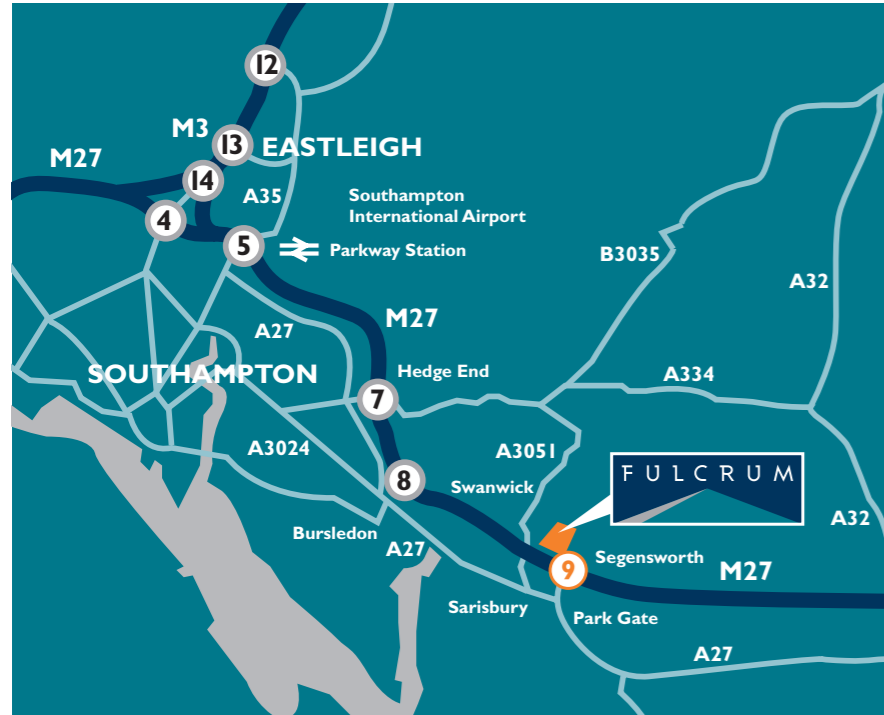 12
M3
13
EASTLEIGH
M27
14
A35
Southampton
International Airport
4
5
Parkway Station
B3035
A32
M27
A27
Hedge End
SOUTHAMPTON
A334
7
A3024
A3051
FULCRUM
8
Swanwick
A32
Bursledon
A27
Segensworth
9
M27
Sarisbury
Park Gate
A27